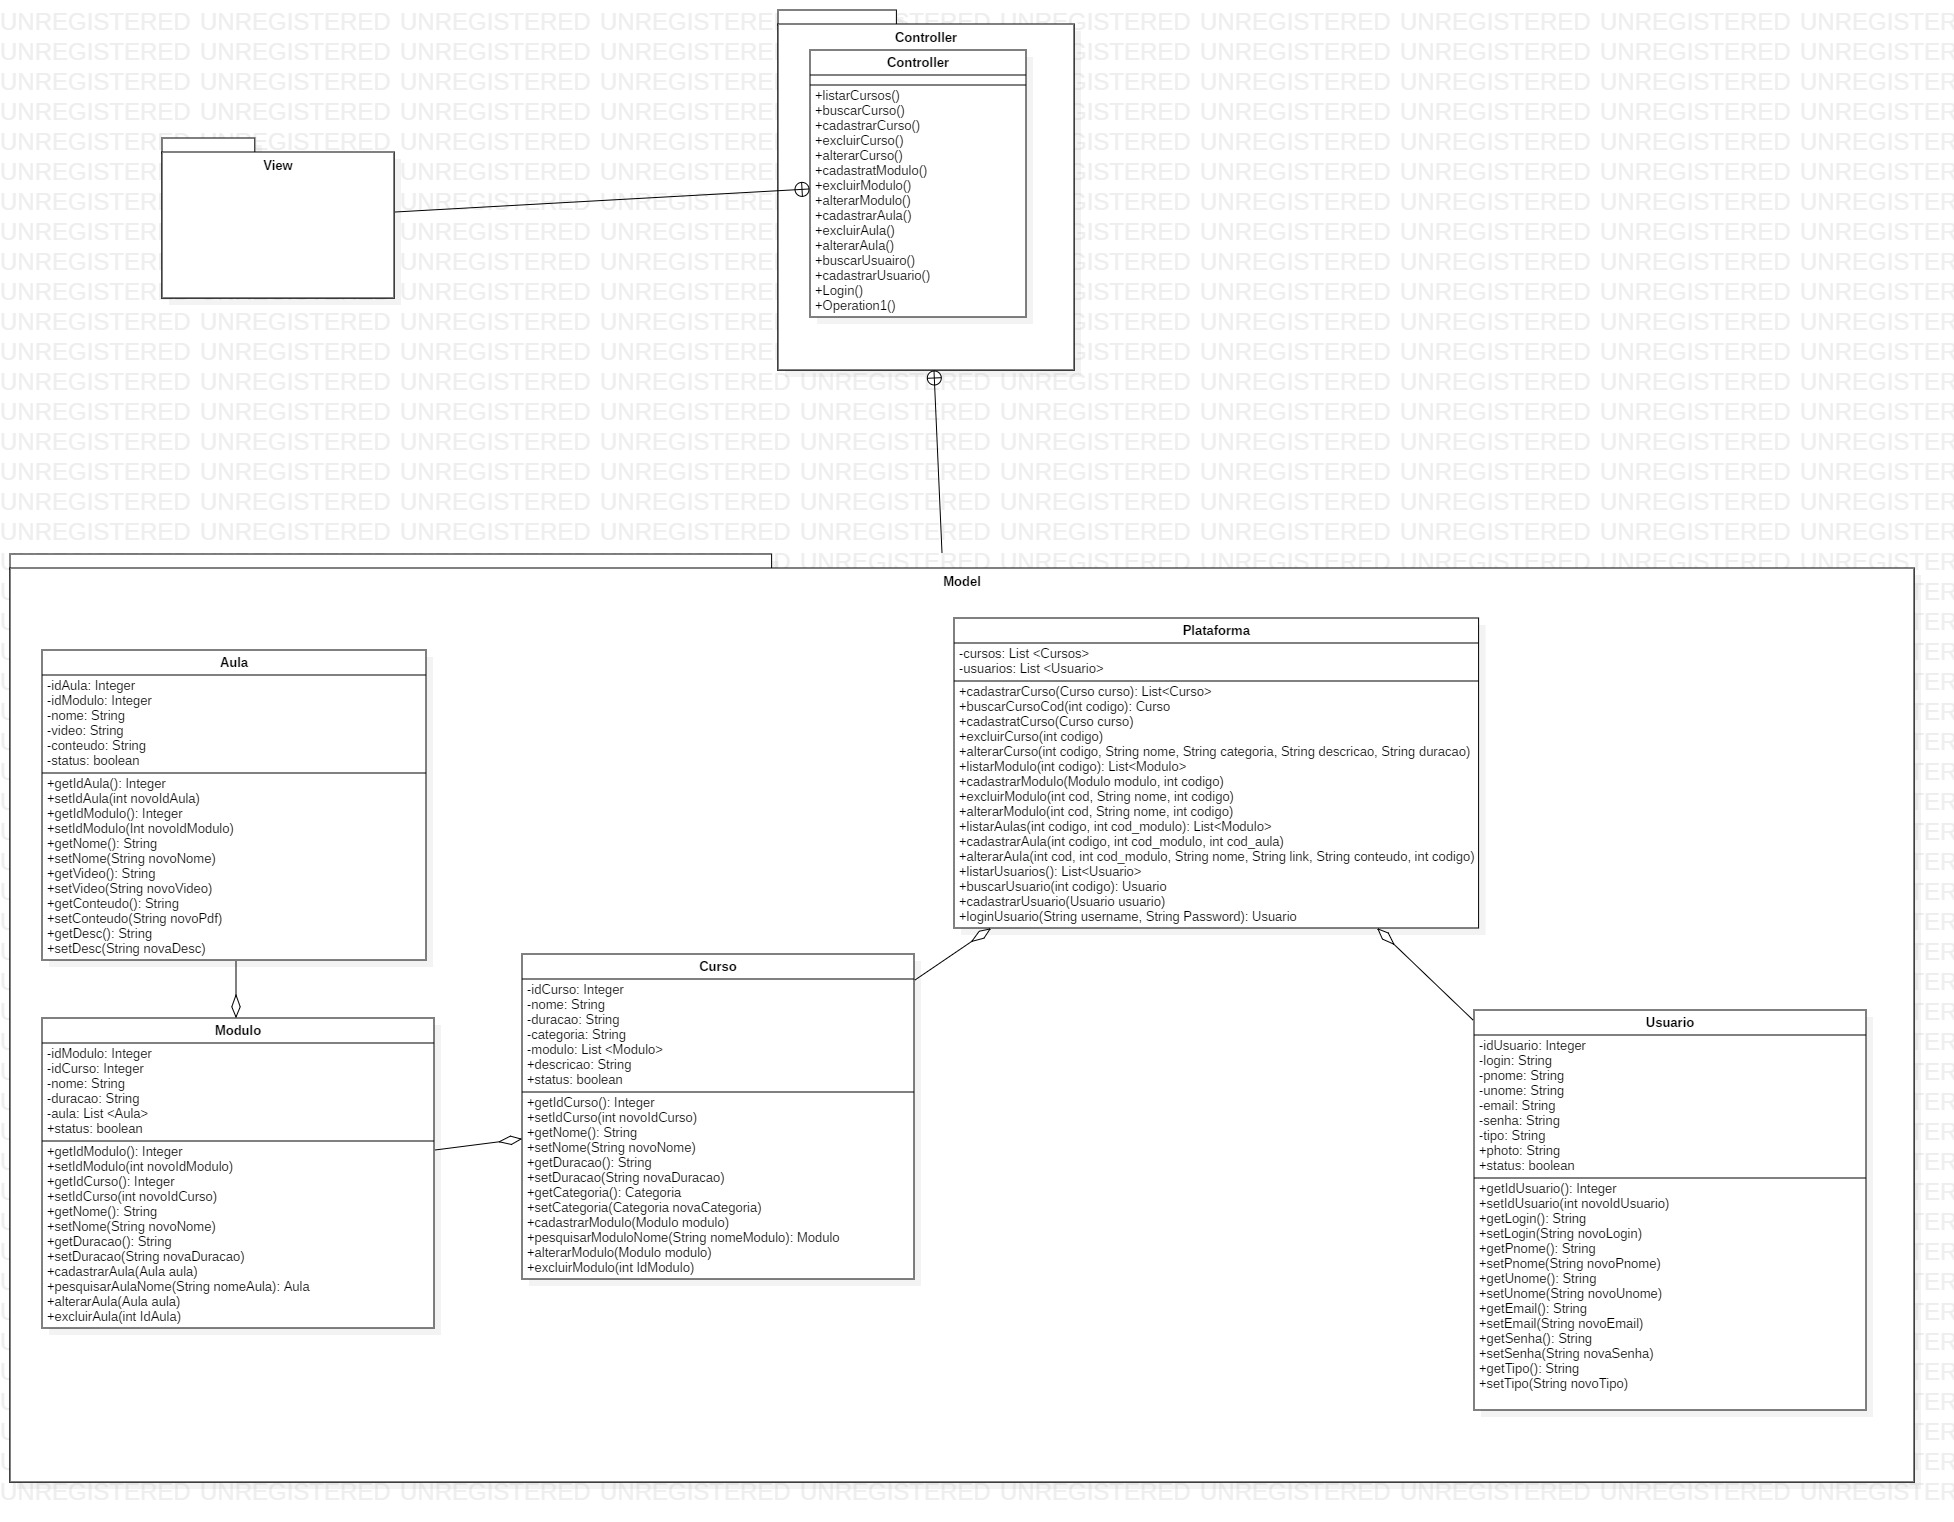 Controller
Controller
+listarCursos()
+buscarCurso()
+cadastrarCurso()
+excluirCurso()
+alterarCurso()
+cadastratModulo()
+excluirModulo()
+alterarModulo()
+cadastrarAula()
+excluirAula()
+alterarAula()
+buscarUsuairo()
+cadastrarUsuario()
+Login()
+Operation1()
View
Model
Plataforma
-cursos: List <Cursos>
-usuarios: List <Usuario>
+cadastrarCurso(Curso curso): List<Curso>
+buscarCursoCod(int codigo): Curso
+cadastratCurso(Curso curso)
+excluirCurso(int codigo)
+alterarCurso(int codigo, String nome, String categoria, String descricao, String duracao)
+listarModulo(int codigo): List<Modulo>
+cadastrarModulo(Modulo modulo, int codigo)
+excluirModulo(int cod, String nome, int codigo)
+alterarModulo(int cod, String nome, int codigo)
+listarAulas(int codigo, int cod_modulo): List<Modulo>
+cadastrarAula(int codigo, int cod_modulo, int cod_aula)
+alterarAula(int cod, int cod_modulo, String nome, String link, String conteudo, int codigo)
+listarUsuarios(): List<Usuario>
+buscarUsuario(int codigo): Usuario
+cadastrarUsuario(Usuario usuario)
+loginUsuario(String username, String Password): Usuario
Aula
-idAula: Integer
-idModulo: Integer
-nome: String
-video: String
-conteudo: String
-status: boolean
+getIdAula(): Integer
+setIdAula(int novoIdAula)
+getIdModulo(): Integer
+setIdModulo(Int novoIdModulo)
+getNome(): String
+setNome(String novoNome)
+getVideo(): String
+setVideo(String novoVideo)
+getConteudo(): String
+setConteudo(String novoPdf)
+getDesc(): String
+setDesc(String novaDesc)
Modulo
-idModulo: Integer
-idCurso: Integer
-nome: String
-duracao: String
-aula: List <Aula>
+status: boolean
+getIdModulo(): Integer
+setIdModulo(int novoIdModulo)
+getIdCurso(): Integer
+setIdCurso(int novoIdCurso)
+getNome(): String
+setNome(String novoNome)
+getDuracao(): String
+setDuracao(String novaDuracao)
+cadastrarAula(Aula aula)
+pesquisarAulaNome(String nomeAula): Aula
+alterarAula(Aula aula)
+excluirAula(int IdAula)
Curso
-idCurso: Integer
-nome: String
-duracao: String
-categoria: String
-modulo: List <Modulo>
+descricao: String
+status: boolean
+getIdCurso(): Integer
+setIdCurso(int novoIdCurso)
+getNome(): String
+setNome(String novoNome)
+getDuracao(): String
+setDuracao(String novaDuracao)
+getCategoria(): Categoria
+setCategoria(Categoria novaCategoria)
+cadastrarModulo(Modulo modulo)
+pesquisarModuloNome(String nomeModulo): Modulo
+alterarModulo(Modulo modulo)
+excluirModulo(int IdModulo)
Usuario
-idUsuario: Integer
-login: String
-pnome: String
-unome: String
-email: String
-senha: String
-tipo: String
+photo: String
+status: boolean
+getIdUsuario(): Integer
+setIdUsuario(int novoIdUsuario)
+getLogin(): String
+setLogin(String novoLogin)
+getPnome(): String
+setPnome(String novoPnome)
+getUnome(): String
+setUnome(String novoUnome)
+getEmail(): String
+setEmail(String novoEmail)
+getSenha(): String
+setSenha(String novaSenha)
+getTipo(): String
+setTipo(String novoTipo)